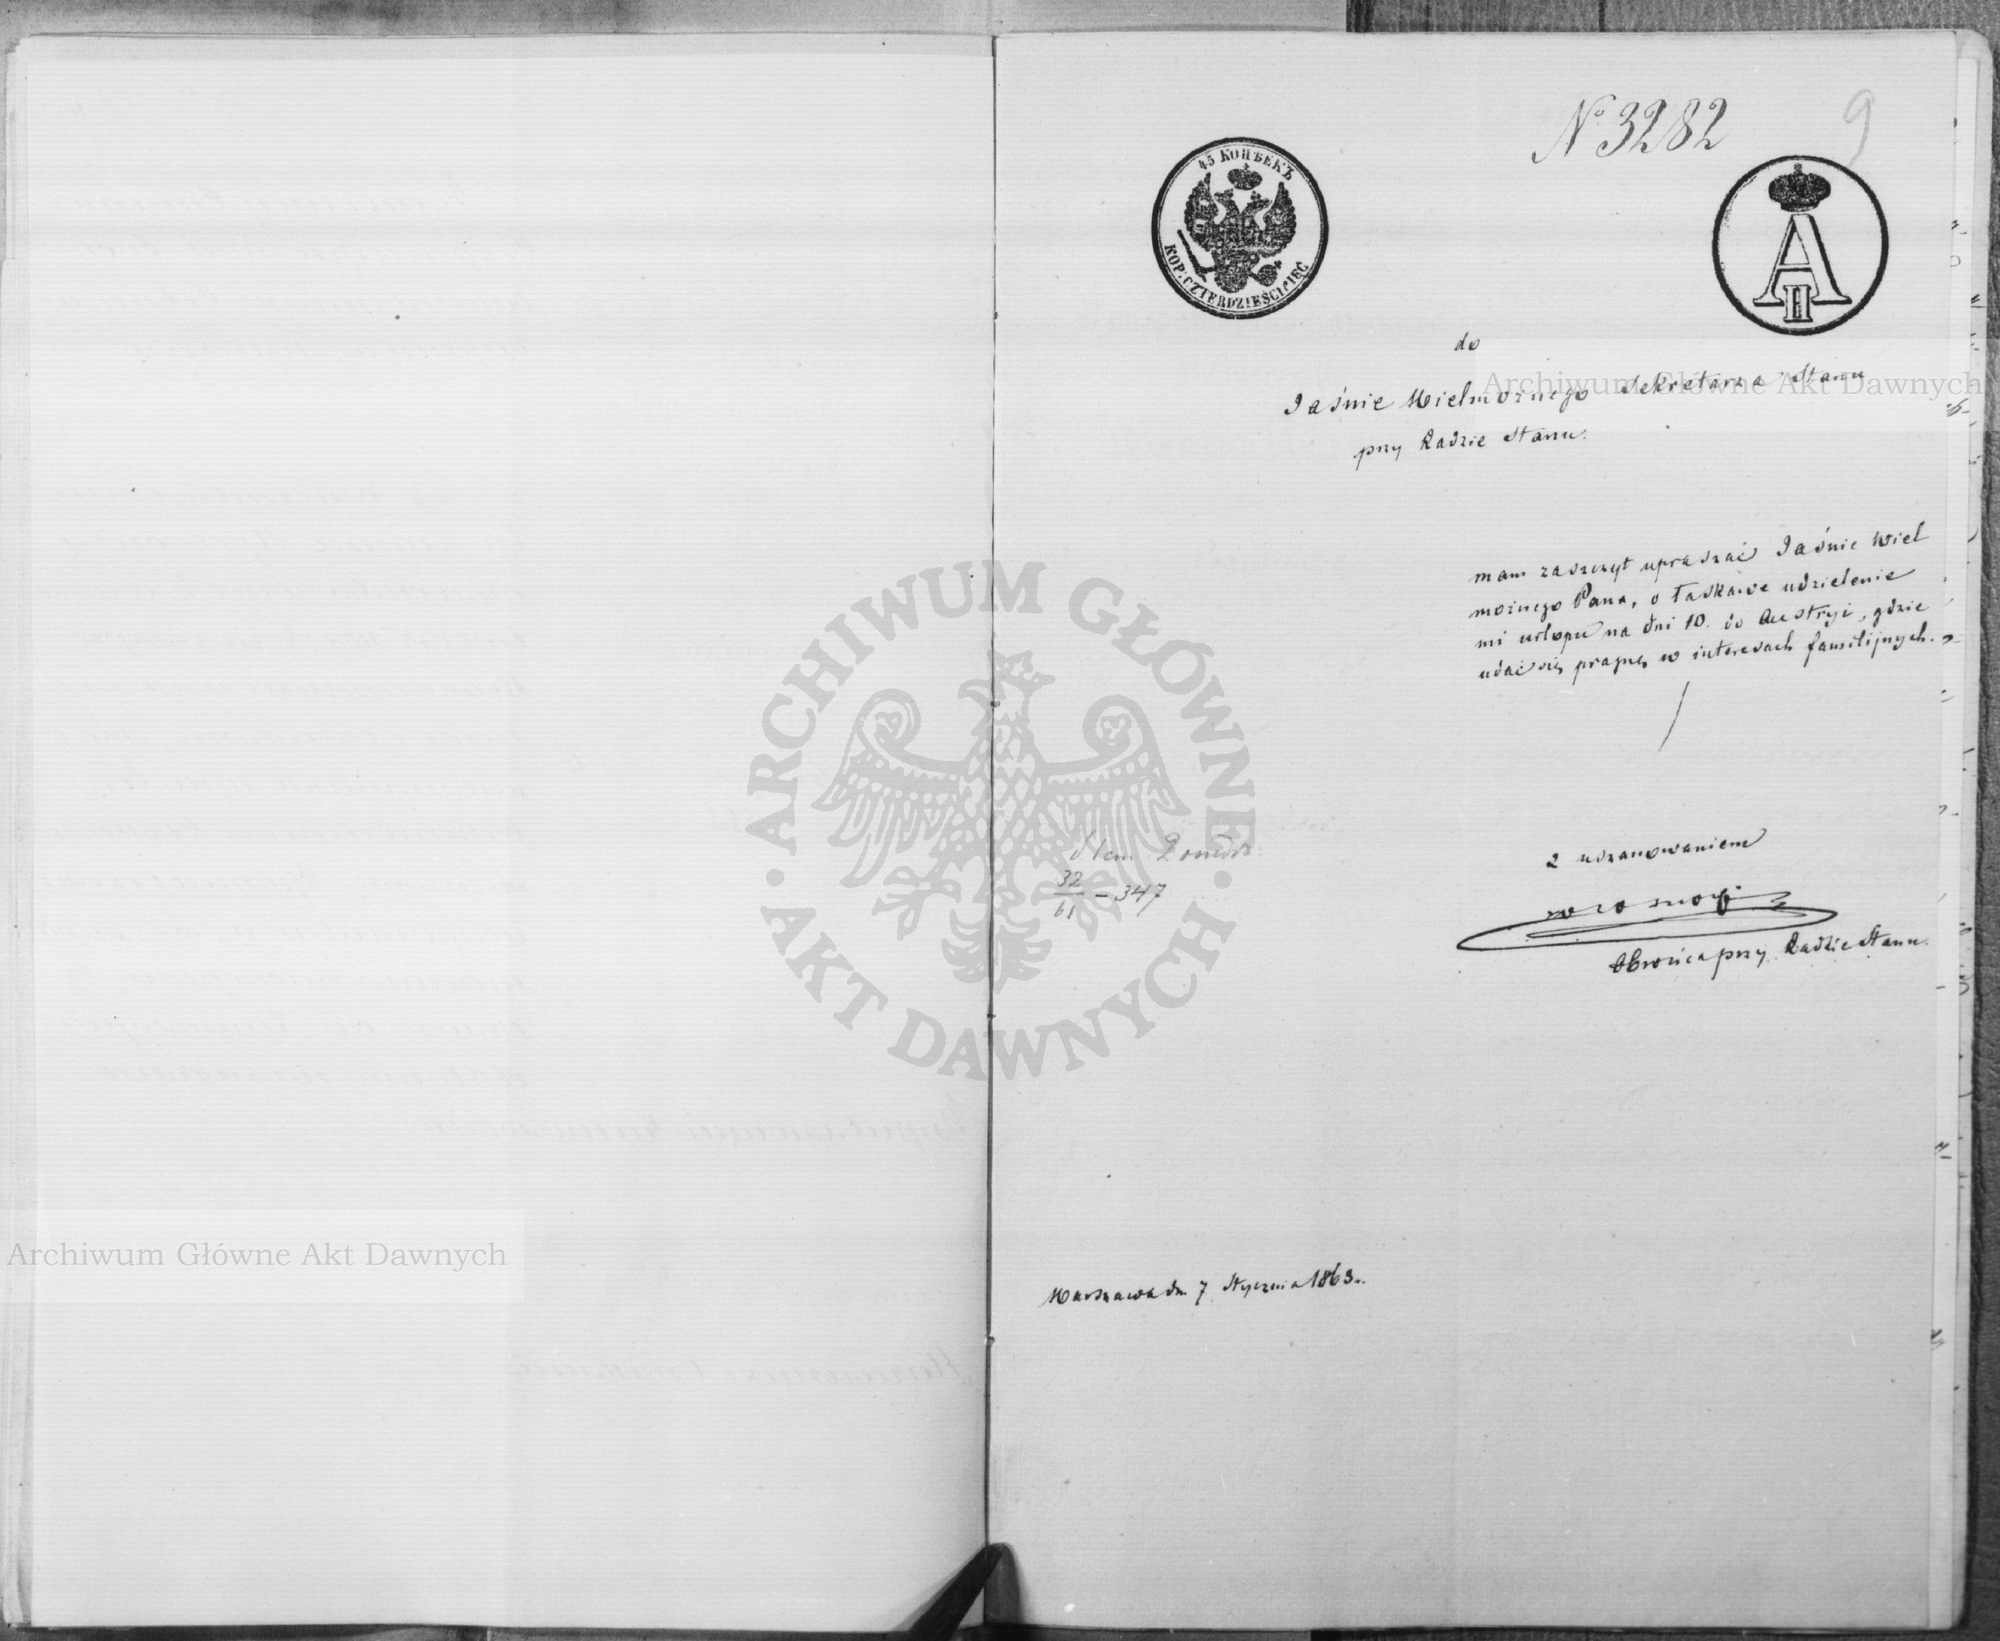 № 3282
9
45 КОПѢЕКЪ
KOP: CZTERDZIEŚCI PIĘĆ
A
II
do
Jaśnie Wielmożnego Sekretarza Stanu
przy Radzie Stanu.
mam zaszczyt upraszać Jaśnie Wiel
możnego Pana, o łaskawe udzielenie
mi urlopu na dni 10. do Austryi, gdzie
udać się pragnę w interesach familijnych.
z uszanowaniem
Obrońca przy Radzie Stanu.
32
61 – 347
Warszawa dn. 7 Stycznia 1863.
ARCHIWUM GŁÓWNE AKT DAWNYCH
Archiwum Główne Akt Dawnych
Archiwum Główne Akt Dawnych